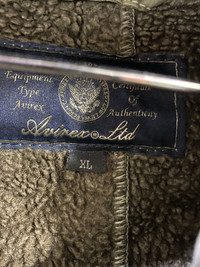 Equipment Certificate
Type of
Avirex Authenticity
Avirex Ltd
XL